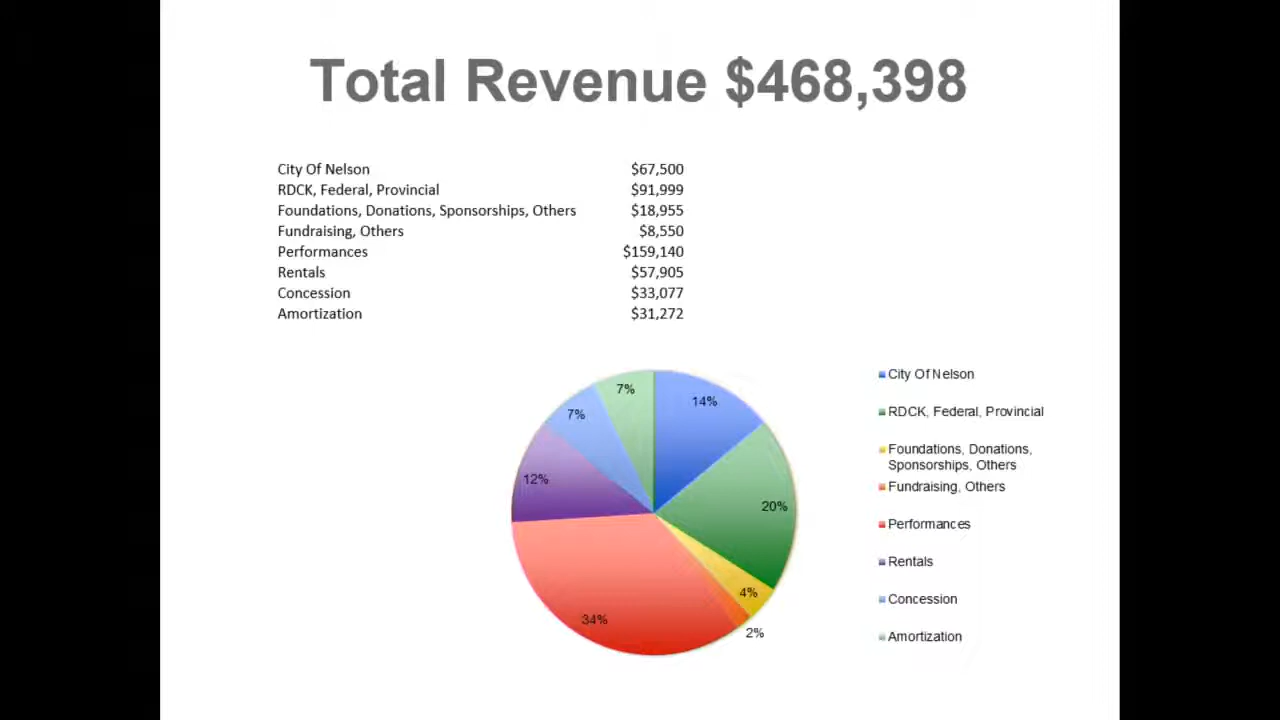 Total Revenue $468,398
City Of Nelson $67,500
RDCK, Federal, Provincial $91,999
Foundations, Donations, Sponsorships, Others $18,955
Fundraising, Others $8,550
Performances $159,140
Rentals $57,905
Concession $33,077
Amortization $31,272
7%
14%
7%
12%
20%
4%
34%
2%
City Of Nelson
RDCK, Federal, Provincial
Foundations, Donations,
Sponsorships, Others
Fundraising, Others
Performances
Rentals
Concession
Amortization